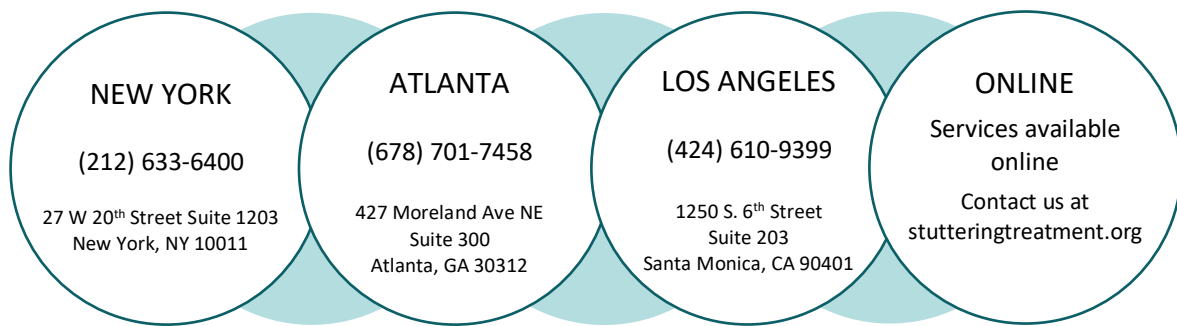 NEW YORK
(212) 633-6400
27 W 20th Street Suite 1203
New York, NY 10011
ATLANTA
(678) 701-7458
427 Moreland Ave NE
Suite 300
Atlanta, GA 30312
LOS ANGELES
(424) 610-9399
1250 S. 6th Street
Suite 203
Santa Monica, CA 90401
ONLINE
Services available
online
Contact us at
stutteringtreatment.org